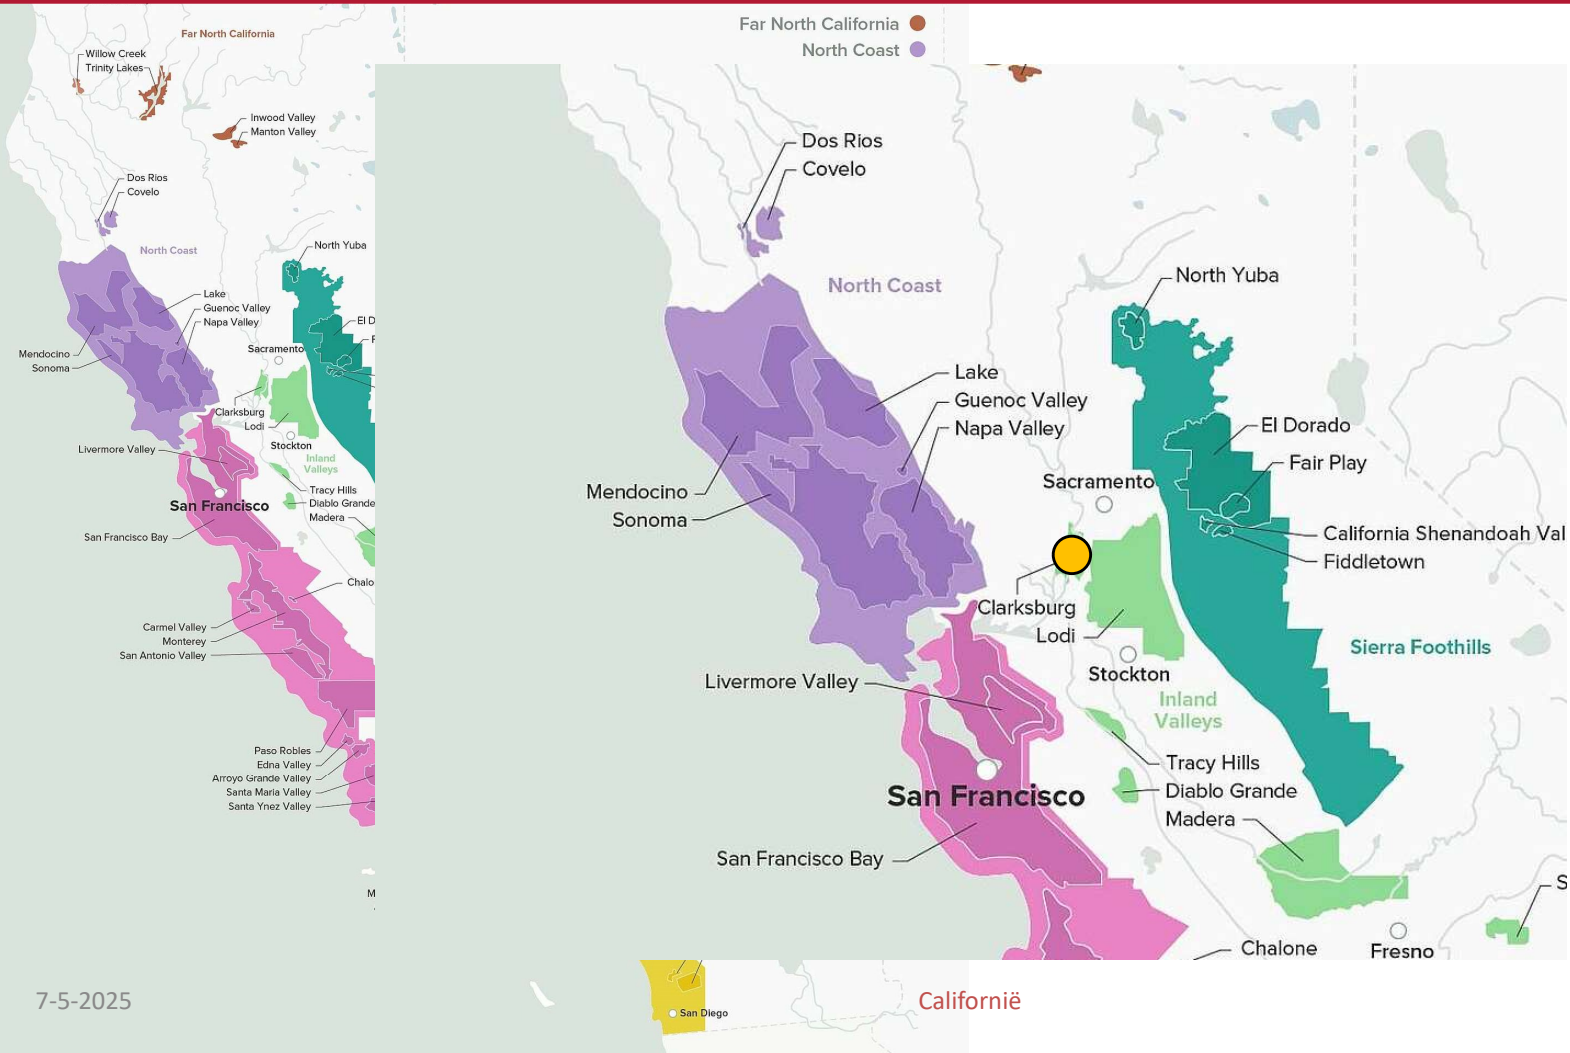 Far North California
North Coast
Far North California
Willow Creek
Trinity Lakes
Inwood Valley
Manton Valley
Dos Rios
Covelo
North Coast
North Yuba
Lake
Guenoc Valley
Napa Valley
El D
F
Sacramento
Mendocino
Sonoma
Clarksburg
Lodi
Stockton
Livermore Valley
Inland
Valleys
Tracy Hills
Diablo Grande
Madera
San Francisco
San Francisco Bay
Chalo
Carmel Valley
Monterey
San Antonio Valley
Paso Robles
Edna Valley
Arroyo Grande Valley
Santa Maria Valley
Santa Ynez Valley
M
Dos Rios
Covelo
North Coast
North Yuba
Lake
Guenoc Valley
Napa Valley
El Dorado
Fair Play
Sacramento
Mendocino
Sonoma
California Shenandoah Val
Fiddletown
Clarksburg
Lodi
Sierra Foothills
Stockton
Livermore Valley
Inland
Valleys
Tracy Hills
Diablo Grande
Madera
San Francisco
San Francisco Bay
S
Chalone
Fresno
San Diego
7-5-2025
Californië